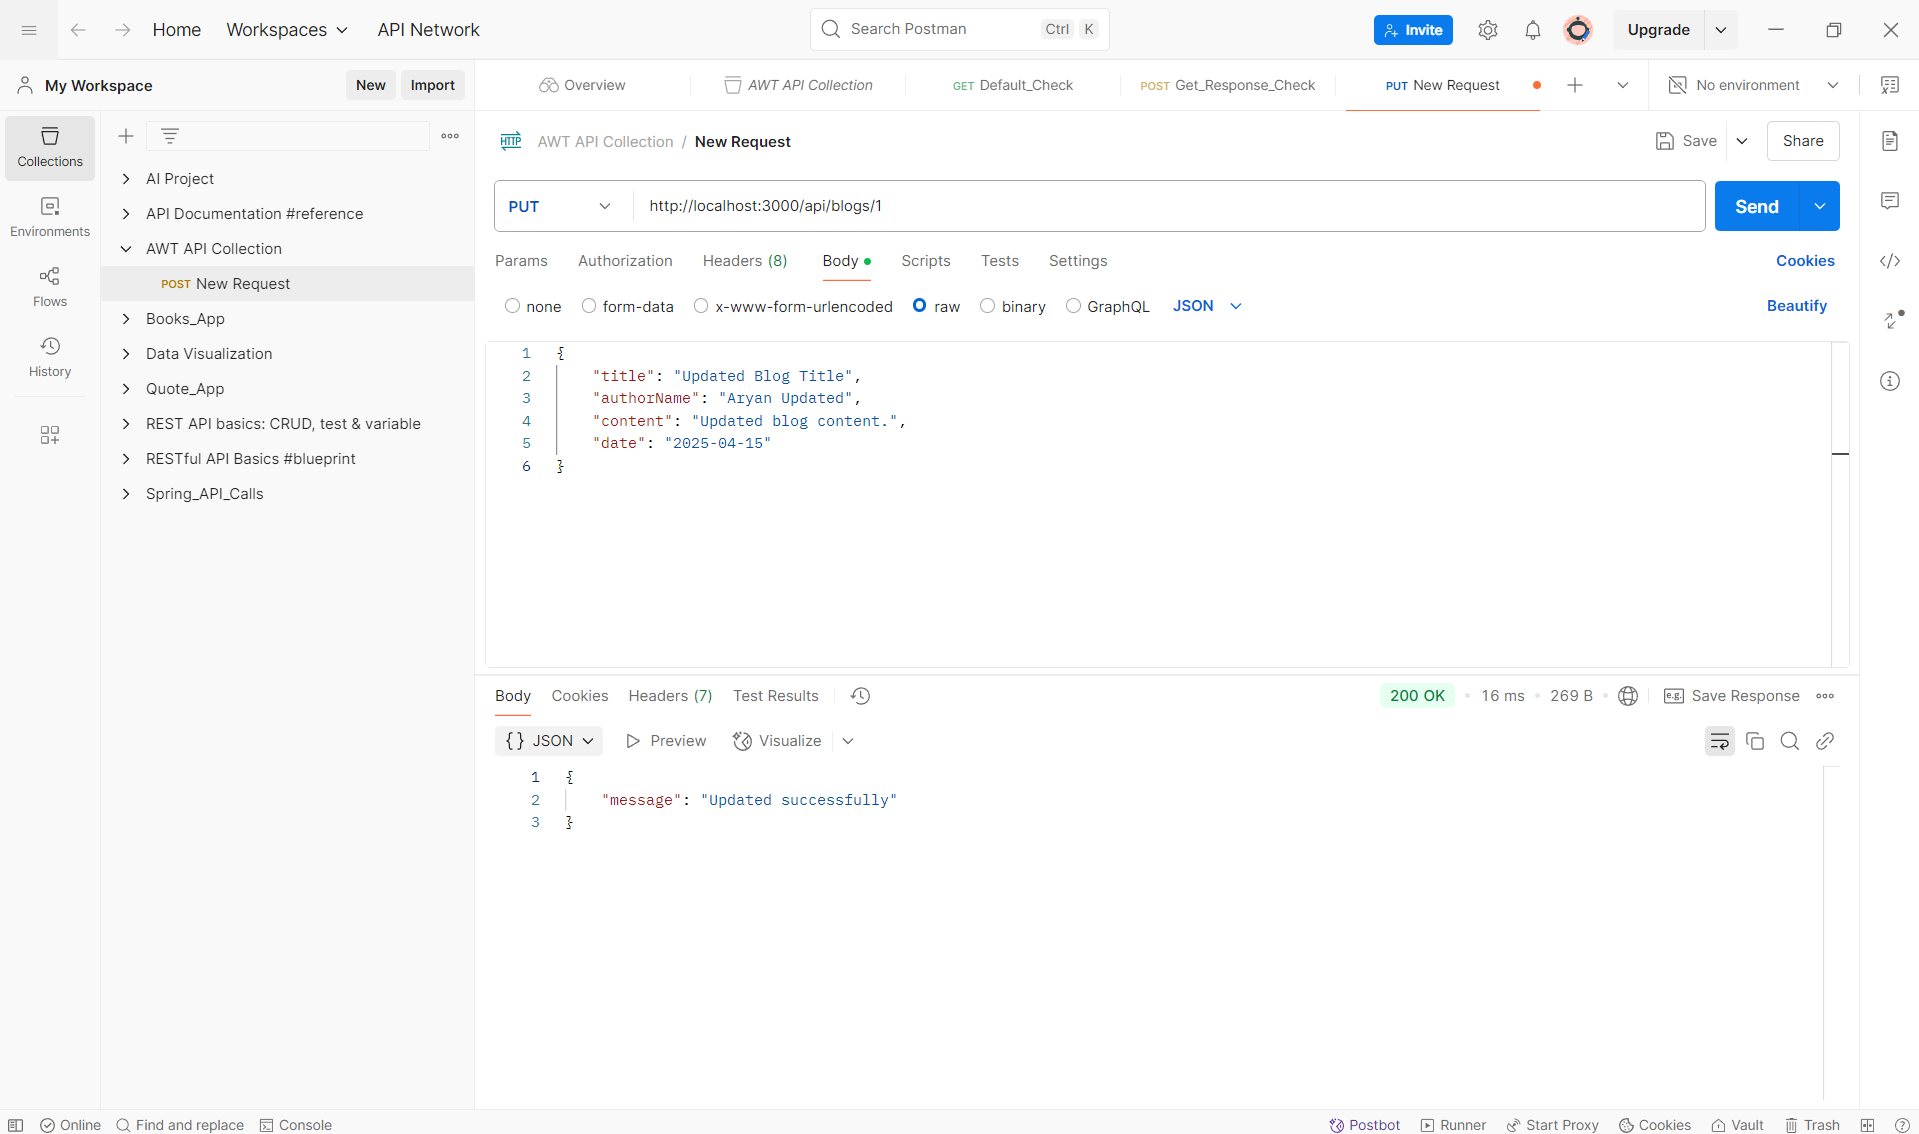 Home Workspaces API Network Search Postman Ctrl K Invite Upgrade
My Workspace New Import Overview AWT API Collection GET Default_Check POST Get_Response_Check PUT New Request No environment
Collections
Environments
Flows
History
AI Project
API Documentation #reference
AWT API Collection
POST New Request
Books_App
Data Visualization
Quote_App
REST API basics: CRUD, test & variable
RESTful API Basics #blueprint
Spring_API_Calls
HTTP AWT API Collection / New Request Save Share
PUT http://localhost:3000/api/blogs/1 Send
Params Authorization Headers (8) Body Scripts Tests Settings Cookies
none form-data x-www-form-urlencoded raw binary GraphQL JSON Beautify
1 {
2 "title": "Updated Blog Title",
3 "authorName": "Aryan Updated",
4 "content": "Updated blog content.",
5 "date": "2025-04-15"
6 }
Body Cookies Headers (7) Test Results 200 OK • 16 ms • 269 B • e.g. Save Response
{} JSON Preview Visualize
1 {
2 "message": "Updated successfully"
3 }
Online Find and replace Console Postbot Runner Start Proxy Cookies Vault Trash